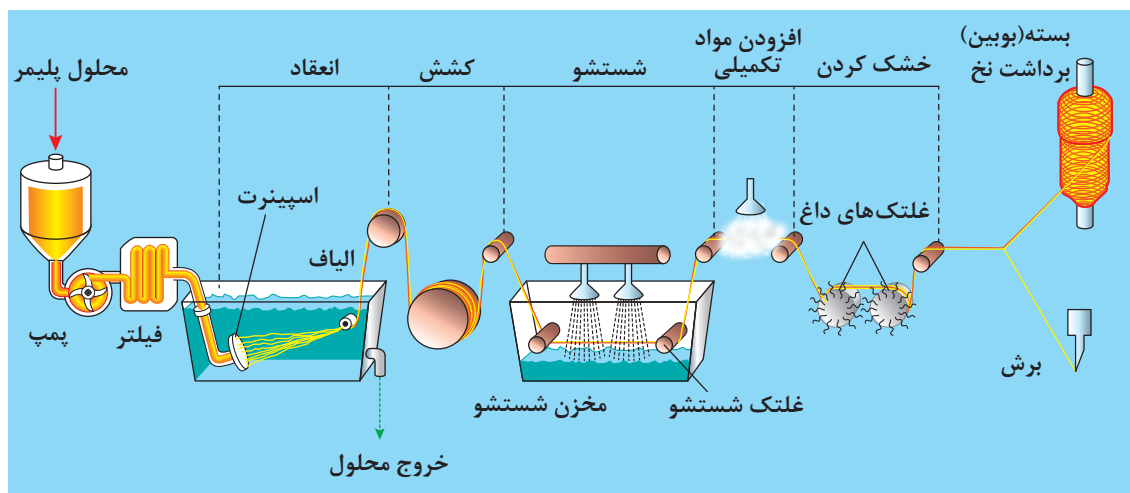 بسته(بوبین)
برداشت نخ
افزودن مواد
تکمیلی
خشک کردن
شستشو
کشش
انعقاد
محلول پلیمر
اسپینرت
غلتک‌های داغ
الیاف
پمپ
فیلتر
برش
مخزن شستشو
غلتک شستشو
خروج محلول